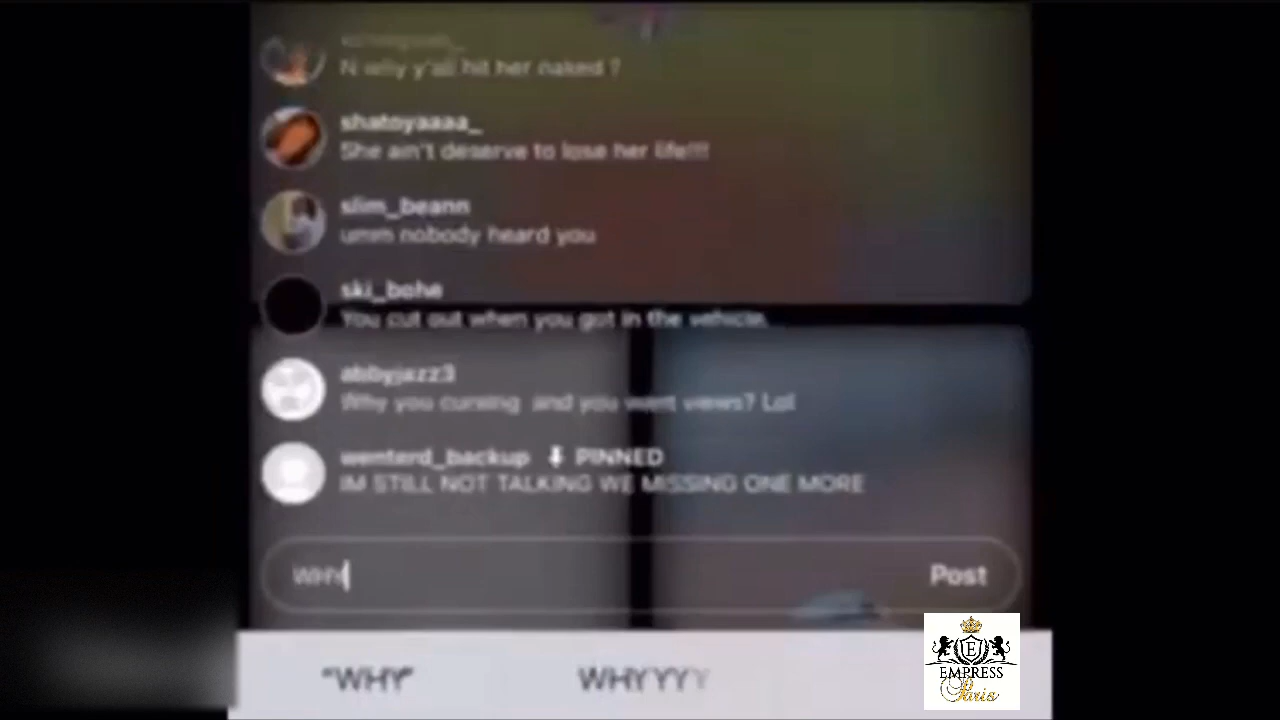 N why y'all hit her naked ?
shatoyaaaa_
She ain't deserve to lose her life!!!
slim_beann
umm nobody heard you
ski_bohe
You cut out when you got in the vehicle.
abbyjazz3
Why you cursing and you want views? Lol
wenterd_backup PINNED
IM STILL NOT TALKING WE MISSING ONE MORE
WHY
Post
"WHY"
WHYYYY
E
EMPRESS
Paris